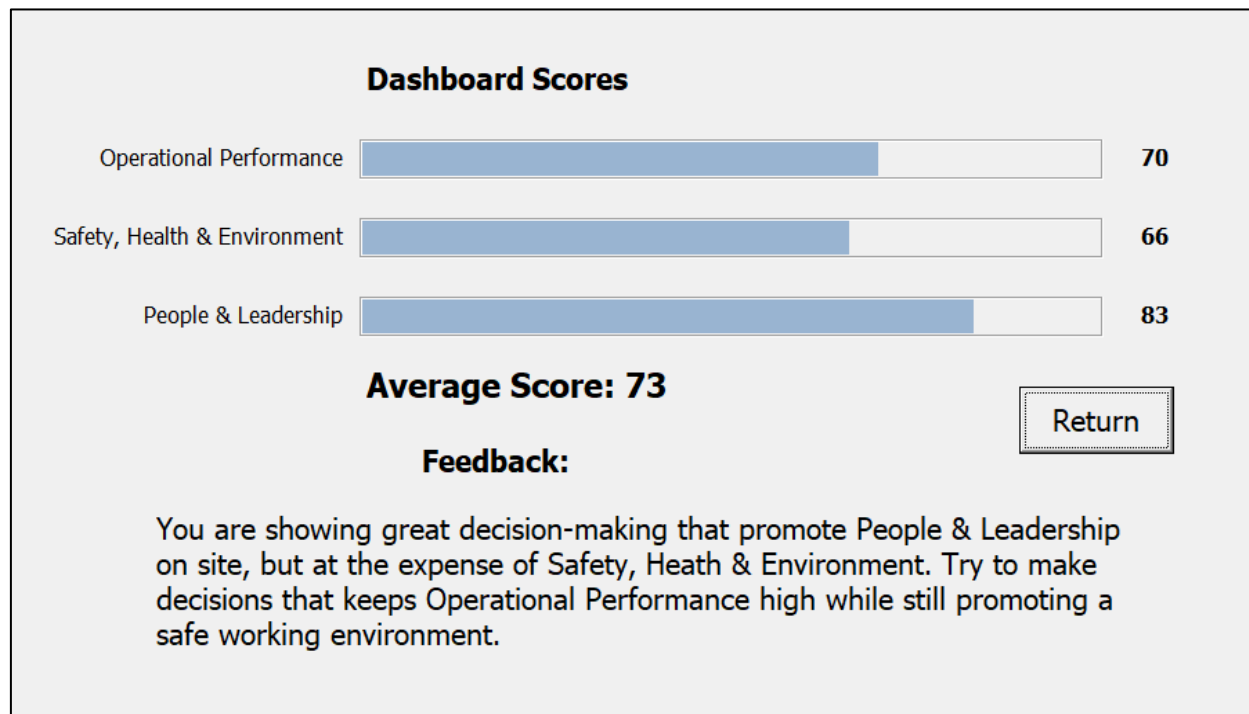 Dashboard Scores
Operational Performance 70
Safety, Health & Environment 66
People & Leadership 83
Average Score: 73
Return
Feedback:
You are showing great decision-making that promote People & Leadership
on site, but at the expense of Safety, Heath & Environment. Try to make
decisions that keeps Operational Performance high while still promoting a
safe working environment.